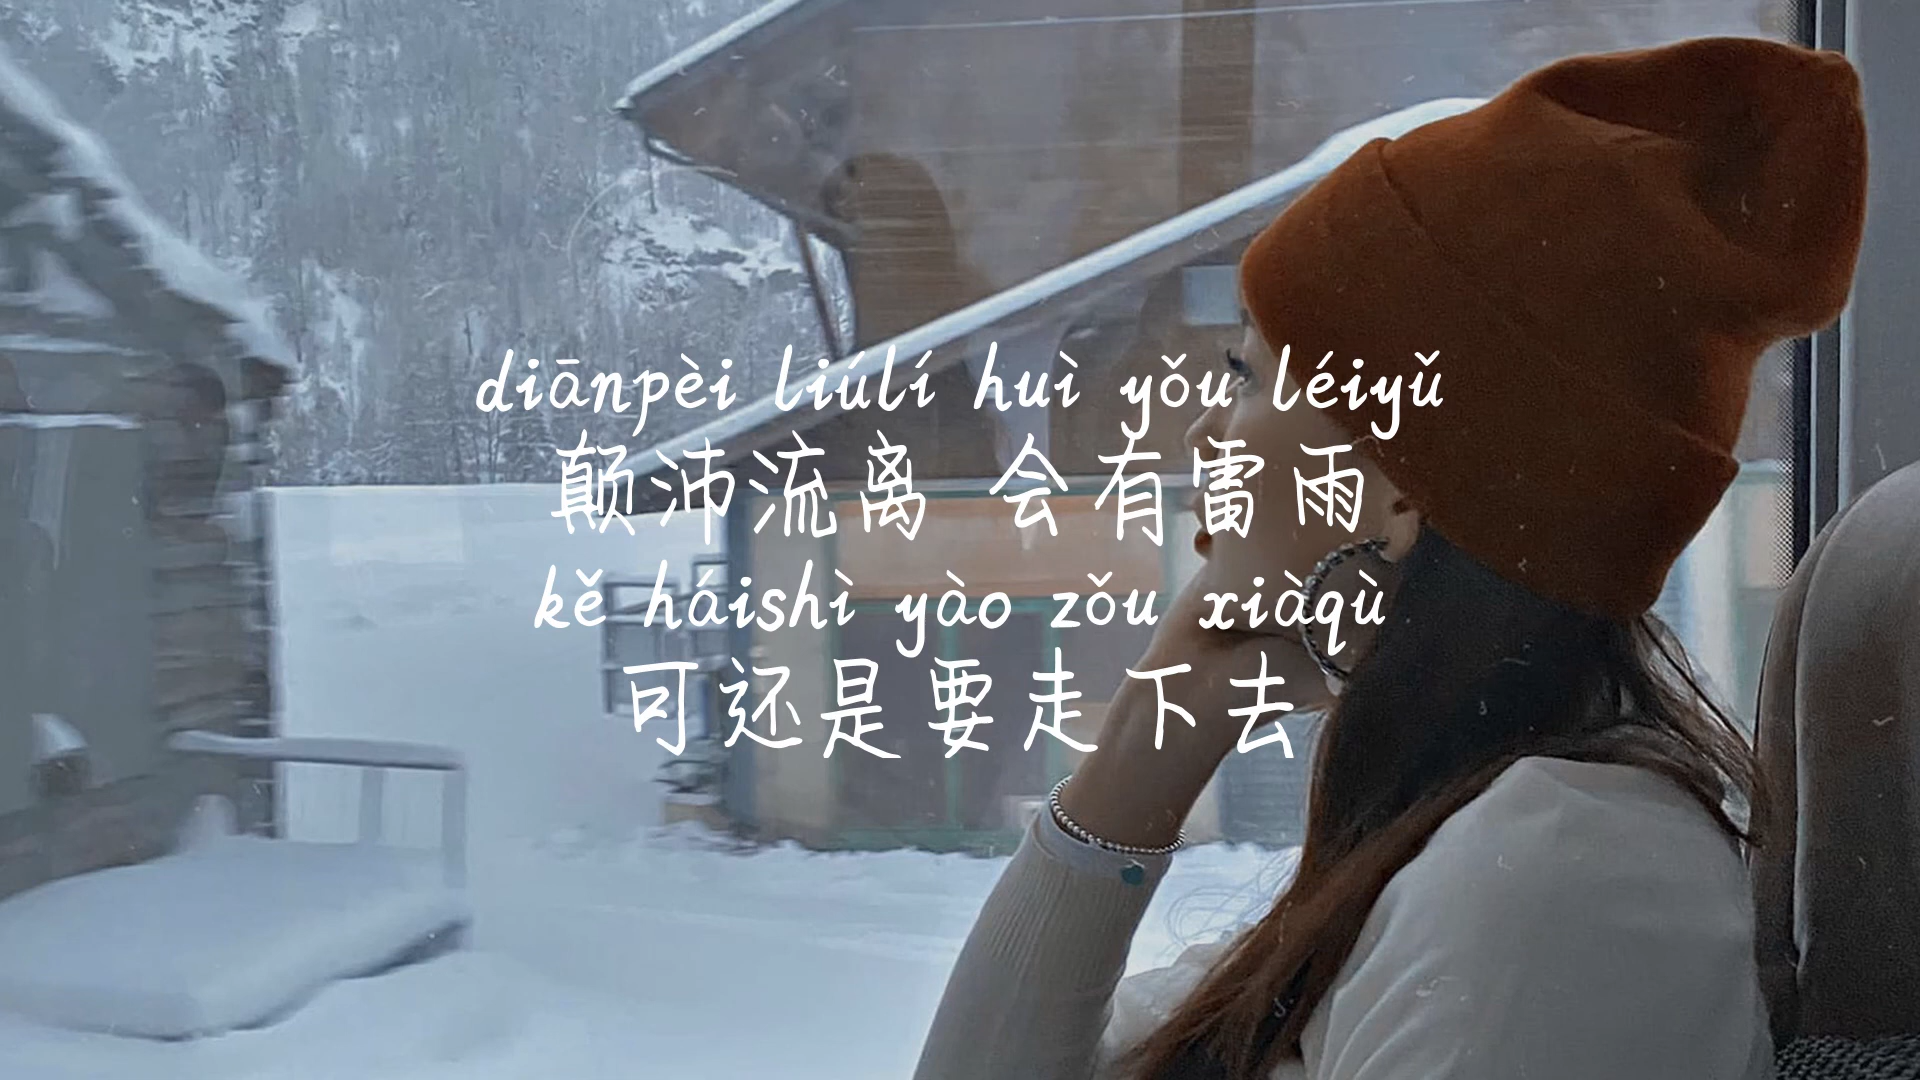 diānpèi liúlí huì yǒu léiyǔ
颠沛流离 会有雷雨
kě háishì yào zǒu xiàqù
可还是要走下去